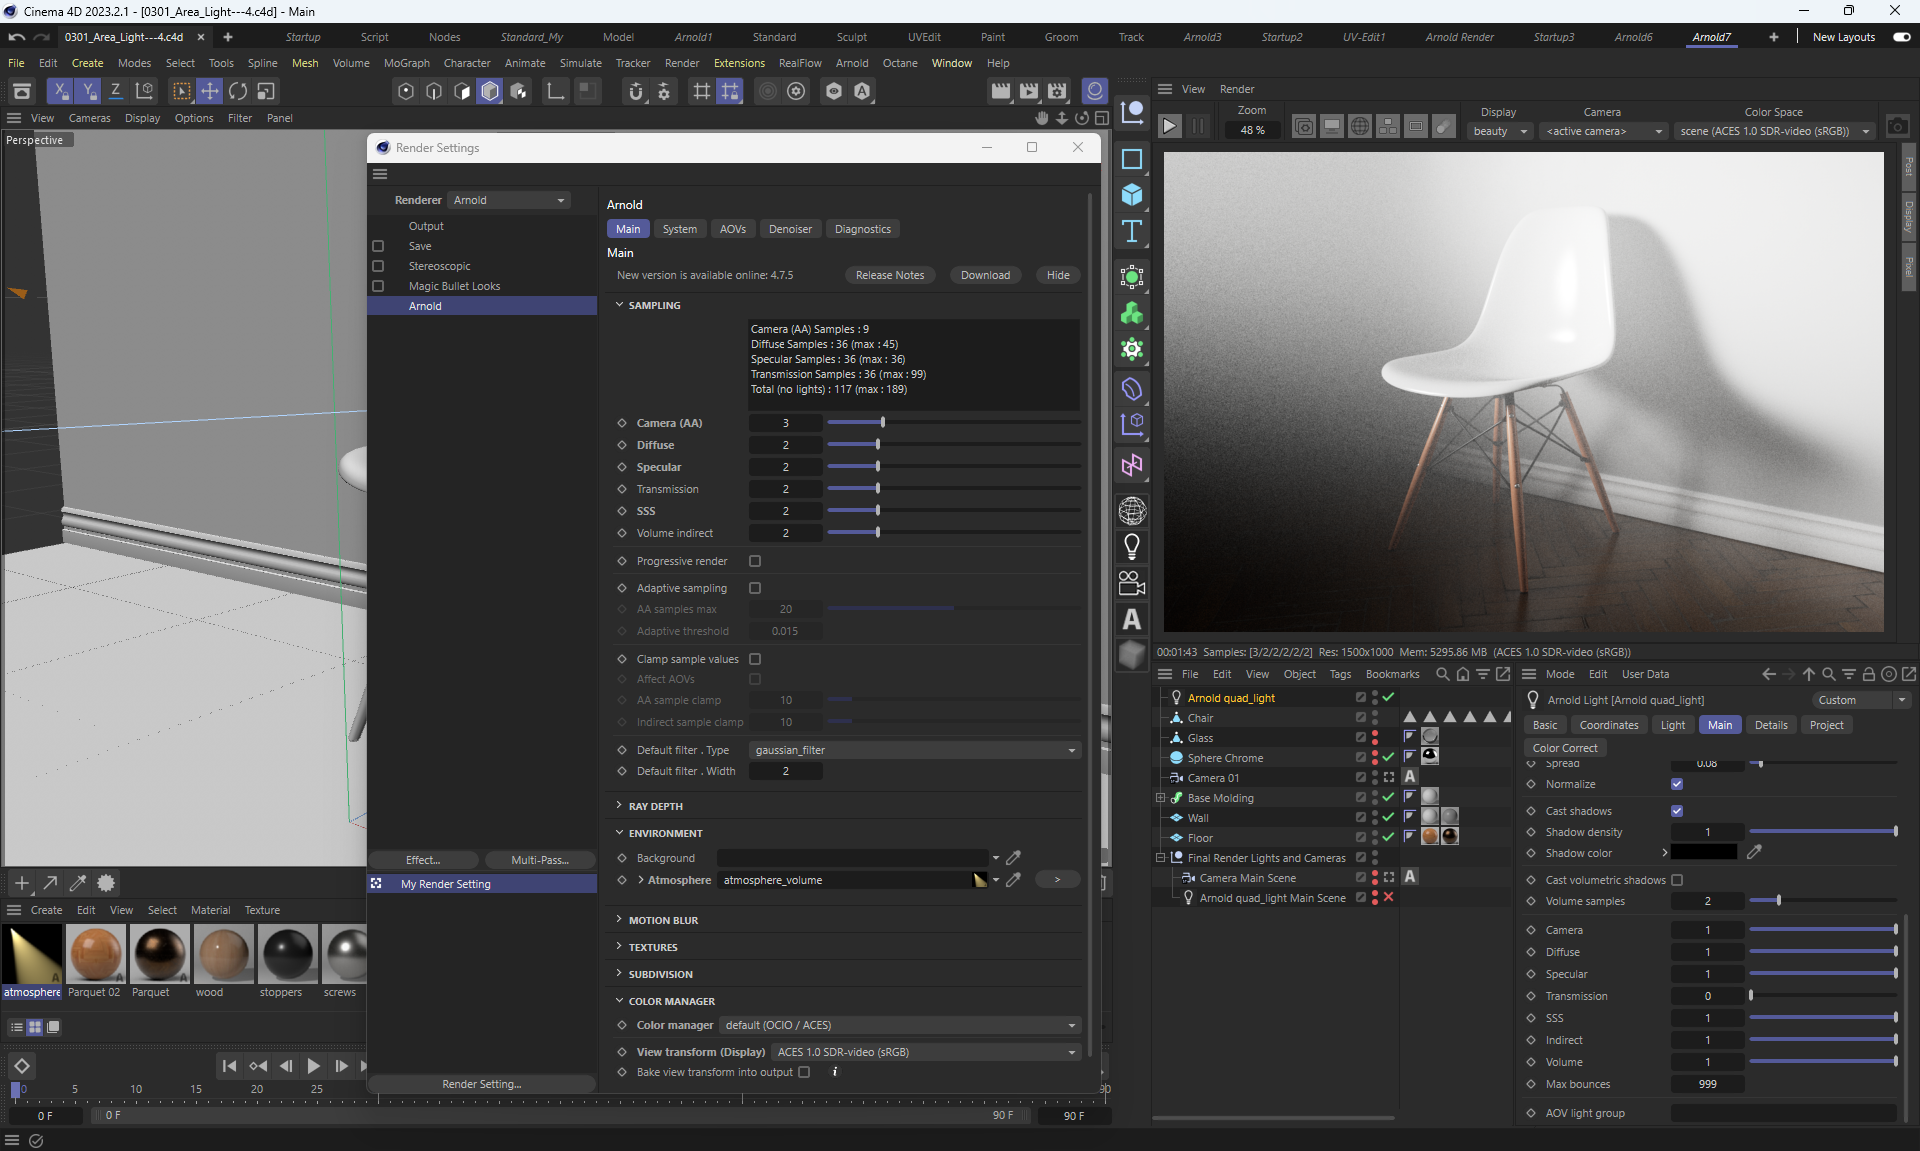 Cinema 4D 2023.2.1 - [0301_Area_Light---4.c4d] - Main
0301_Area_Light---4.c4d × + Startup Script Nodes Standard_My Model Arnold1 Standard Sculpt UVEdit Paint Groom Track Arnold3 Startup2 UV-Edit1 Arnold Render Startup3 Arnold6 Arnold7 + New Layouts
File Edit Create Modes Select Tools Spline Mesh Volume MoGraph Character Animate Simulate Tracker Render Extensions RealFlow Arnold Octane Window Help
X Y Z
View Cameras Display Options Filter Panel
Perspective
Render Settings
Renderer Arnold
Output
Save
Stereoscopic
Magic Bullet Looks
Arnold
Effect... Multi-Pass...
My Render Setting
Render Setting...
Arnold
Main System AOVs Denoiser Diagnostics
Main
New version is available online: 4.7.5 Release Notes Download Hide
SAMPLING
Camera (AA) Samples : 9
Diffuse Samples : 36 (max : 45)
Specular Samples : 36 (max : 36)
Transmission Samples : 36 (max : 99)
Total (no lights) : 117 (max : 189)
Camera (AA) 3
Diffuse 2
Specular 2
Transmission 2
SSS 2
Volume indirect 2
Progressive render
Adaptive sampling
AA samples max 20
Adaptive threshold 0.015
Clamp sample values
Affect AOVs
AA sample clamp 10
Indirect sample clamp 10
Default filter . Type gaussian_filter
Default filter . Width 2
RAY DEPTH
ENVIRONMENT
Background
> Atmosphere atmosphere_volume >
MOTION BLUR
TEXTURES
SUBDIVISION
COLOR MANAGER
Color manager default (OCIO / ACES)
View transform (Display) ACES 1.0 SDR-video (sRGB)
Bake view transform into output i
Create Edit View Select Material Texture
atmosphere Parquet 02 Parquet wood stoppers screws
0 5 10 15 20 25 90
0 F 0 F 90 F 90 F
View Render
Zoom Display Camera Color Space
48 % beauty <active camera> scene (ACES 1.0 SDR-video (sRGB))
Post
Display
Pixel
00:01:43 Samples: [3/2/2/2/2/2] Res: 1500x1000 Mem: 5295.86 MB (ACES 1.0 SDR-video (sRGB))
File Edit View Object Tags Bookmarks
Arnold quad_light
Chair
Glass
Sphere Chrome
Camera 01 A
Base Molding
Wall
Floor
Final Render Lights and Cameras
Camera Main Scene A
Arnold quad_light Main Scene
Mode Edit User Data
Arnold Light [Arnold quad_light] Custom
Basic Coordinates Light Main Details Project
Color Correct
Spread 0.08
Normalize
Cast shadows
Shadow density 1
Shadow color >
Cast volumetric shadows
Volume samples 2
Camera 1
Diffuse 1
Specular 1
Transmission 0
SSS 1
Indirect 1
Volume 1
Max bounces 999
AOV light group